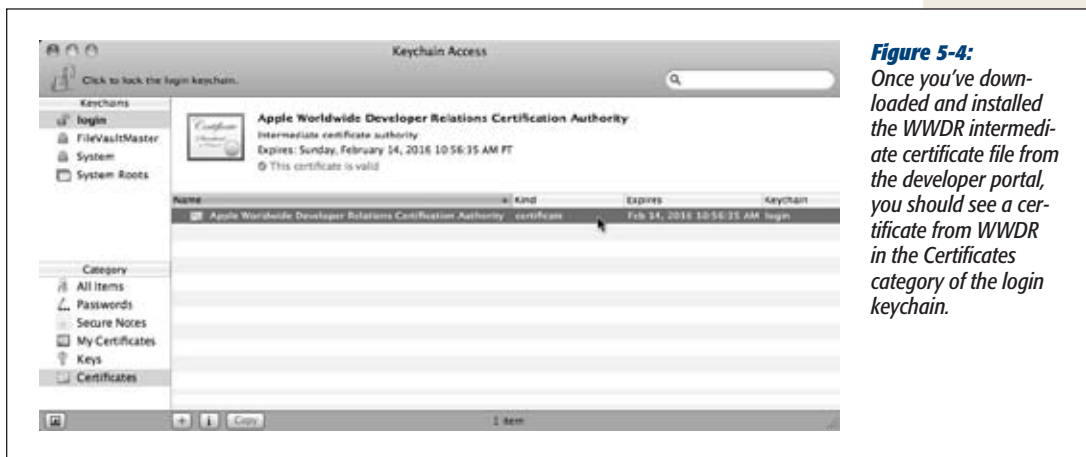 Keychain Access
Click to lock the login keychain.
Keychains
login
FileVaultMaster
System
System Roots
Certificate
Apple Worldwide Developer Relations Certification Authority
Intermediate certificate authority
Expires: Sunday, February 14, 2016 10:56:35 AM PT
This certificate is valid
Name Kind Expires Keychain
Apple Worldwide Developer Relations Certification Authority certificate Feb 14, 2016 10:56:35 AM login
Category
All Items
Passwords
Secure Notes
My Certificates
Keys
Certificates
+ i Copy 1 item
Figure 5-4:
Once you've down-
loaded and installed
the WWDR intermedi-
ate certificate file from
the developer portal,
you should see a cer-
tificate from WWDR
in the Certificates
category of the login
keychain.